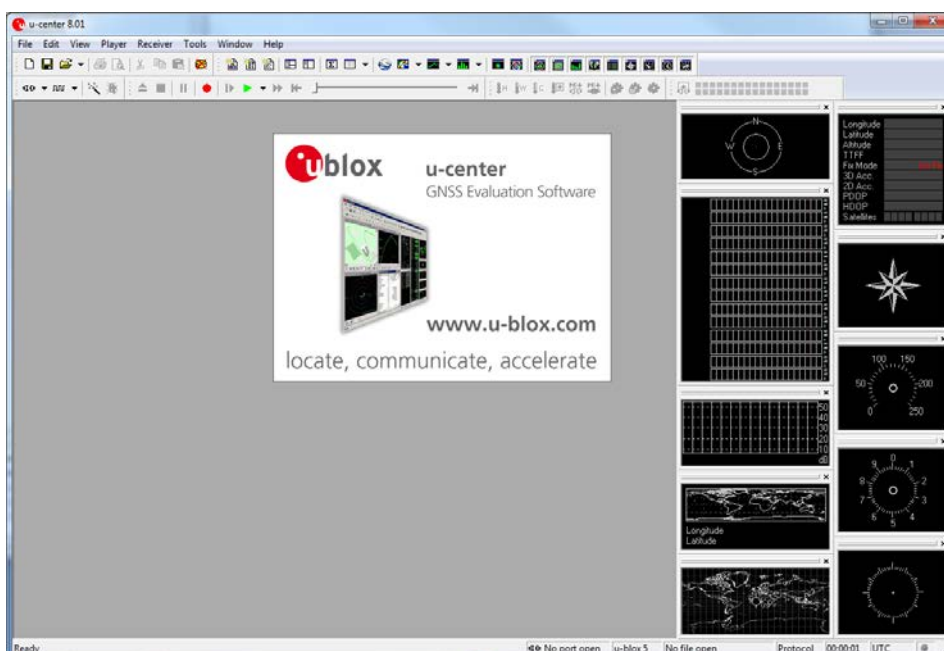 u-center 8.01
File Edit View Player Receiver Tools Window Help
ublox
u-center
GNSS Evaluation Software
www.u-blox.com
locate, communicate, accelerate
N
W E
S
50
40
30
20
10
dB
Longitude
Latitude
Longitude
Latitude
Altitude
TTFF
Fix Mode
3D Acc.
2D Acc.
PDOP
HDOP
Satellites
100 150
50 200
0 250
0
9 1
8 2
7 3
6 4
5
Ready No port open u-blox 5 No file open Protocol 00:00:01 UTC